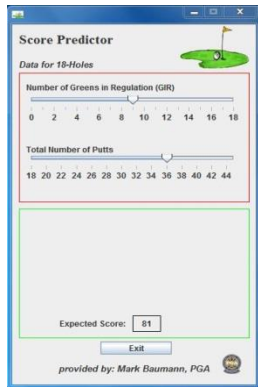 Score Predictor
Data for 18-Holes
Number of Greens in Regulation (GIR)
0 2 4 6 8 10 12 14 16 18
Total Number of Putts
18 20 22 24 26 28 30 32 34 36 38 40 42 44
Expected Score: 81
Exit
provided by: Mark Baumann, PGA